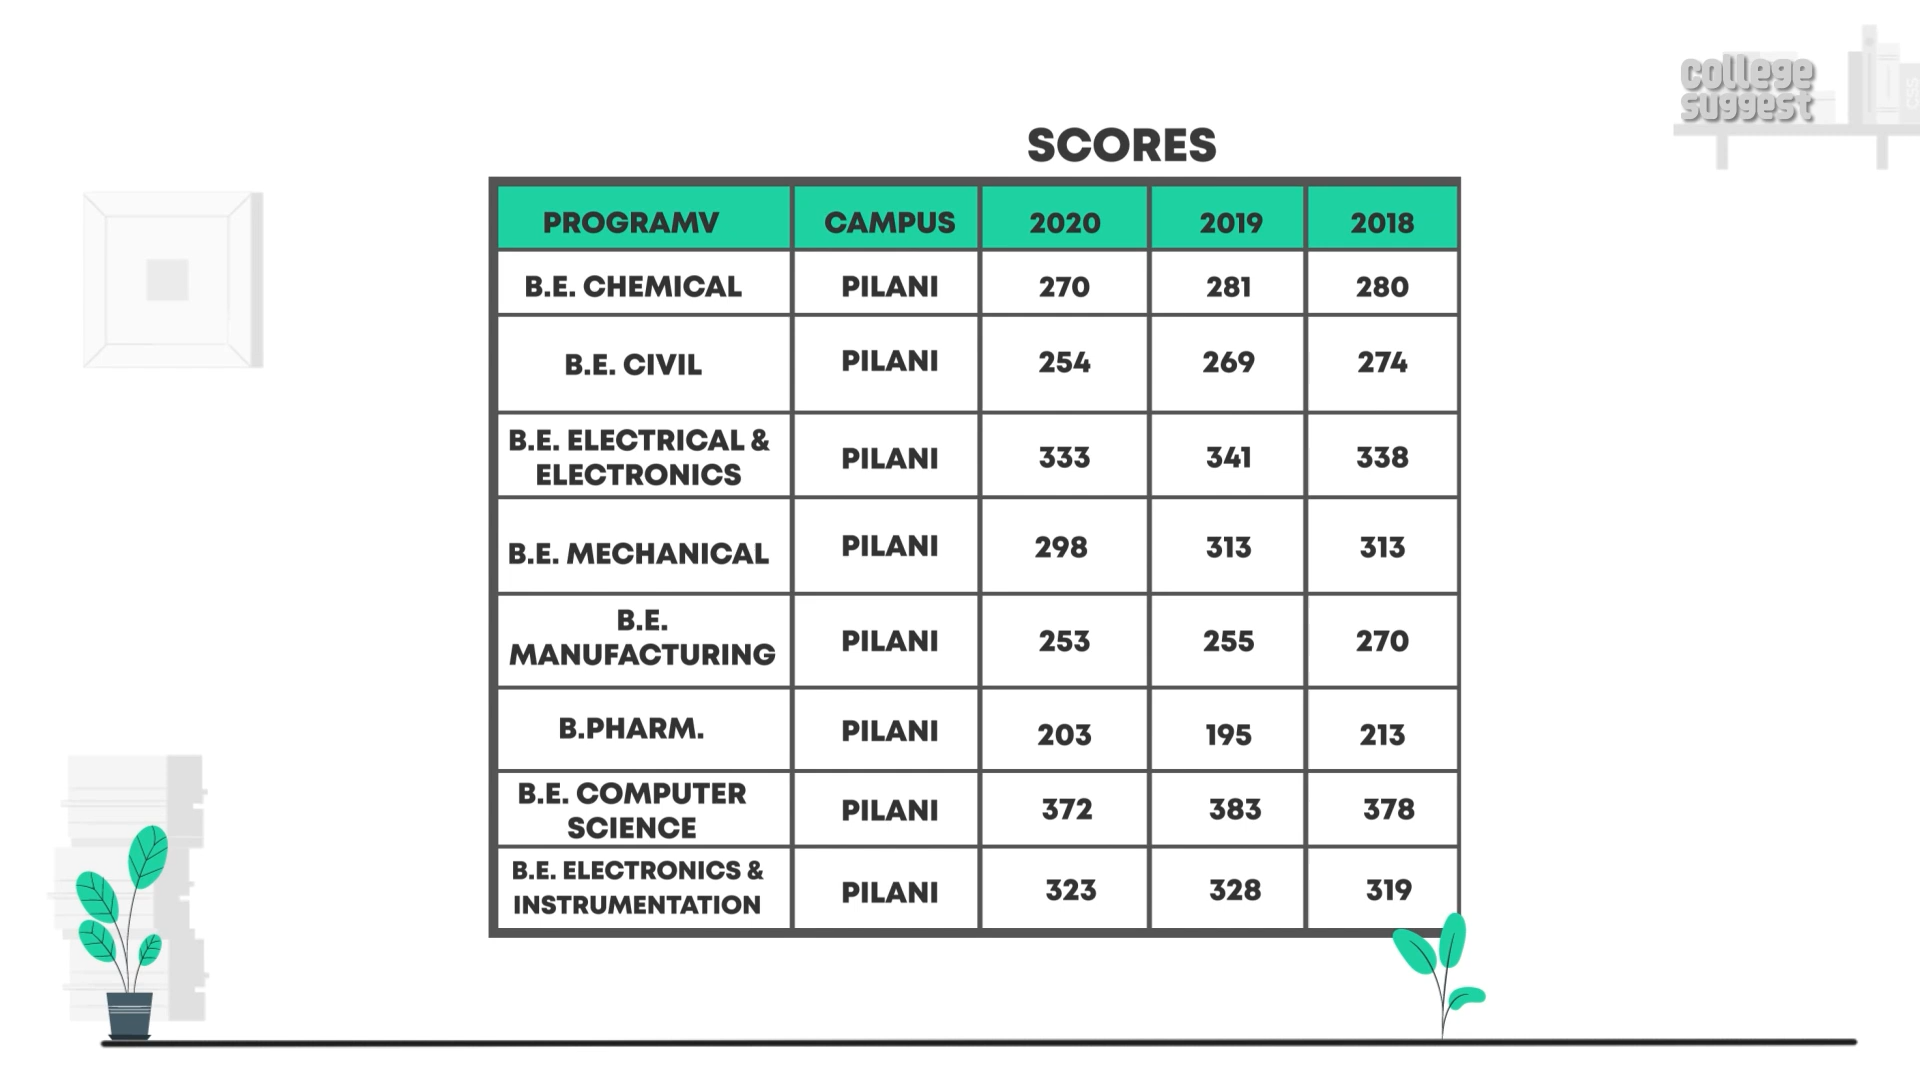 college
suggest
CSS
SCORES
PROGRAMV CAMPUS 2020 2019 2018
B.E. CHEMICAL PILANI 270 281 280
B.E. CIVIL PILANI 254 269 274
B.E. ELECTRICAL &
ELECTRONICS PILANI 333 341 338
B.E. MECHANICAL PILANI 298 313 313
B.E.
MANUFACTURING PILANI 253 255 270
B.PHARM. PILANI 203 195 213
B.E. COMPUTER
SCIENCE PILANI 372 383 378
B.E. ELECTRONICS &
INSTRUMENTATION PILANI 323 328 319